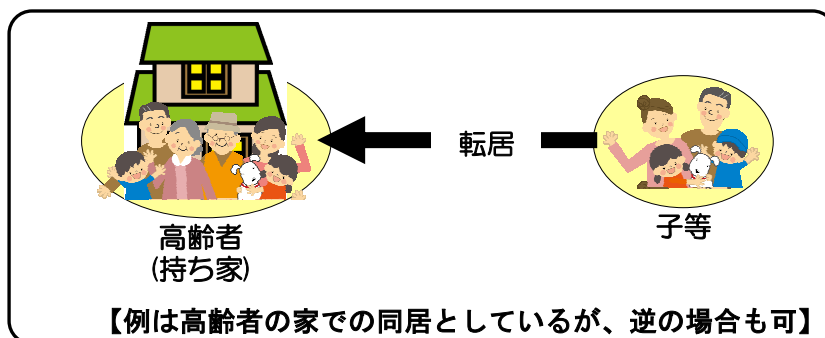 転居
高齢者
(持ち家)
子等
【例は高齢者の家での同居としているが、逆の場合も可】